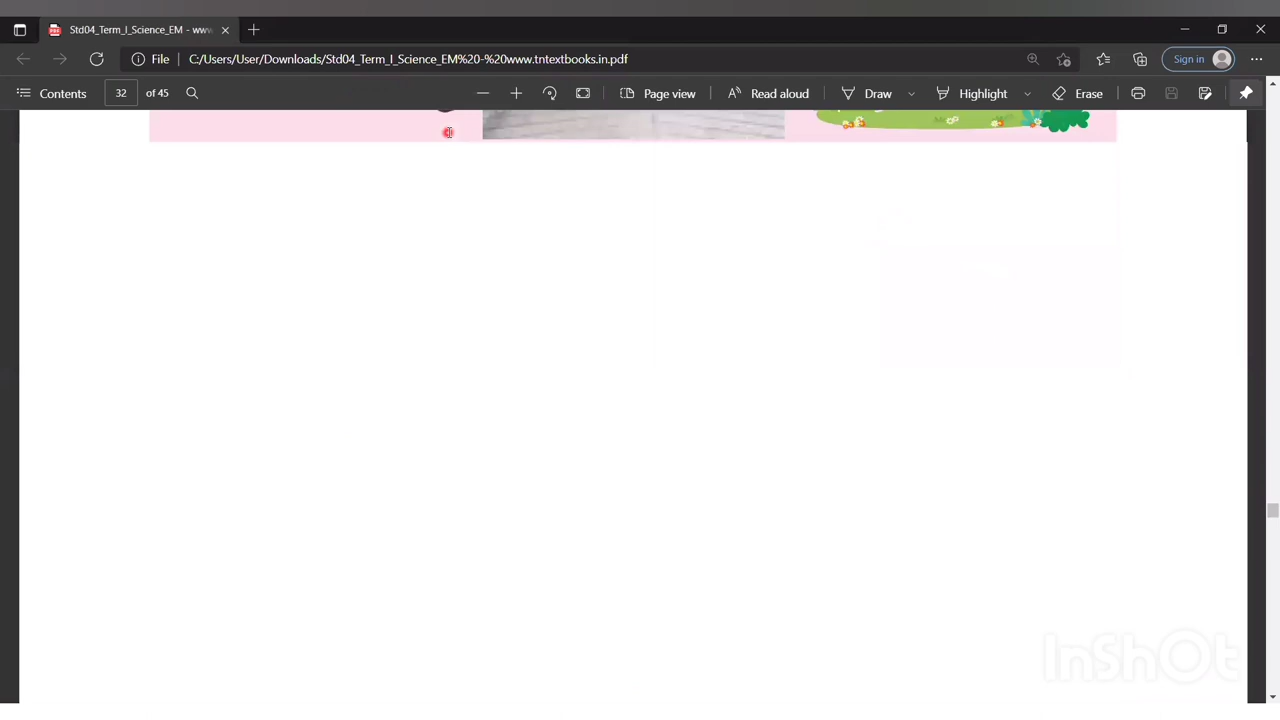 Std04_Term_I_Science_EM - www.
File C:/Users/User/Downloads/Std04_Term_I_Science_EM%20-%20www.tntextbooks.in.pdf Sign in
Contents 32 of 45 Page view Read aloud Draw Highlight Erase
InShOt